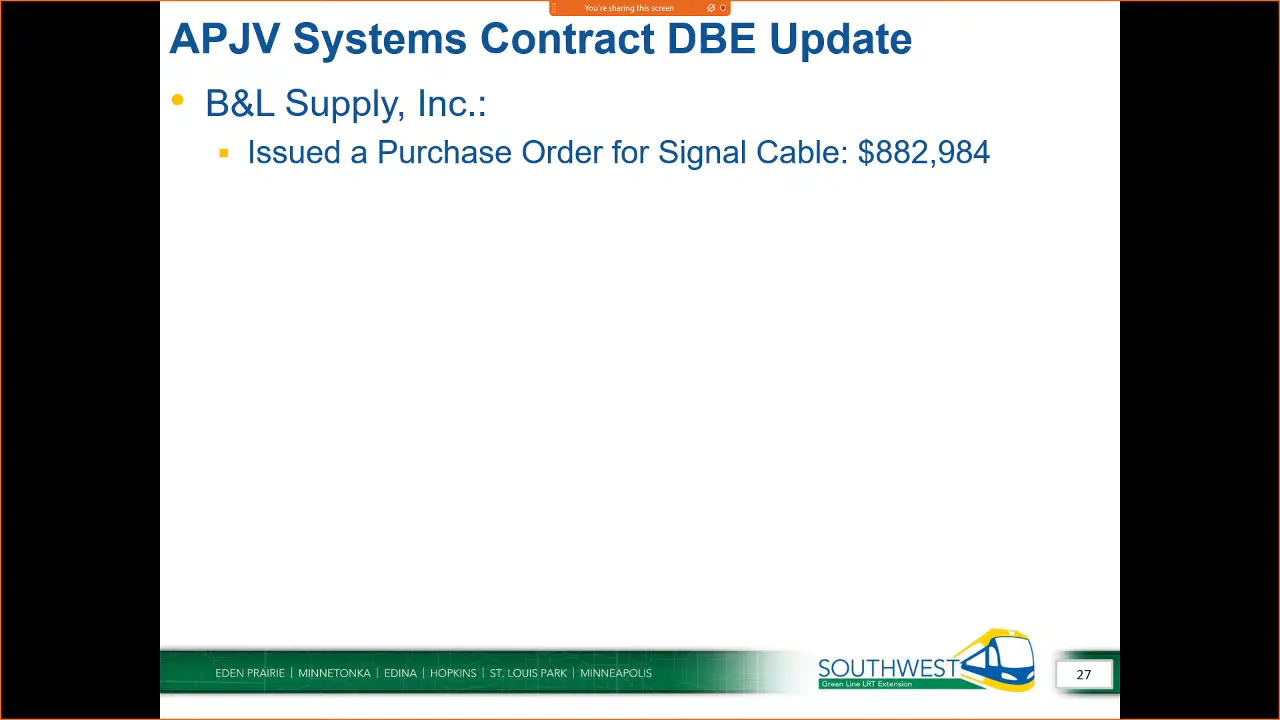 You're sharing this screen
APJV Systems Contract DBE Update
B&L Supply, Inc.:
Issued a Purchase Order for Signal Cable: $882,984
EDEN PRAIRIE | MINNETONKA | EDINA | HOPKINS | ST. LOUIS PARK | MINNEAPOLIS
SOUTHWEST
Green Line LRT Extension
27